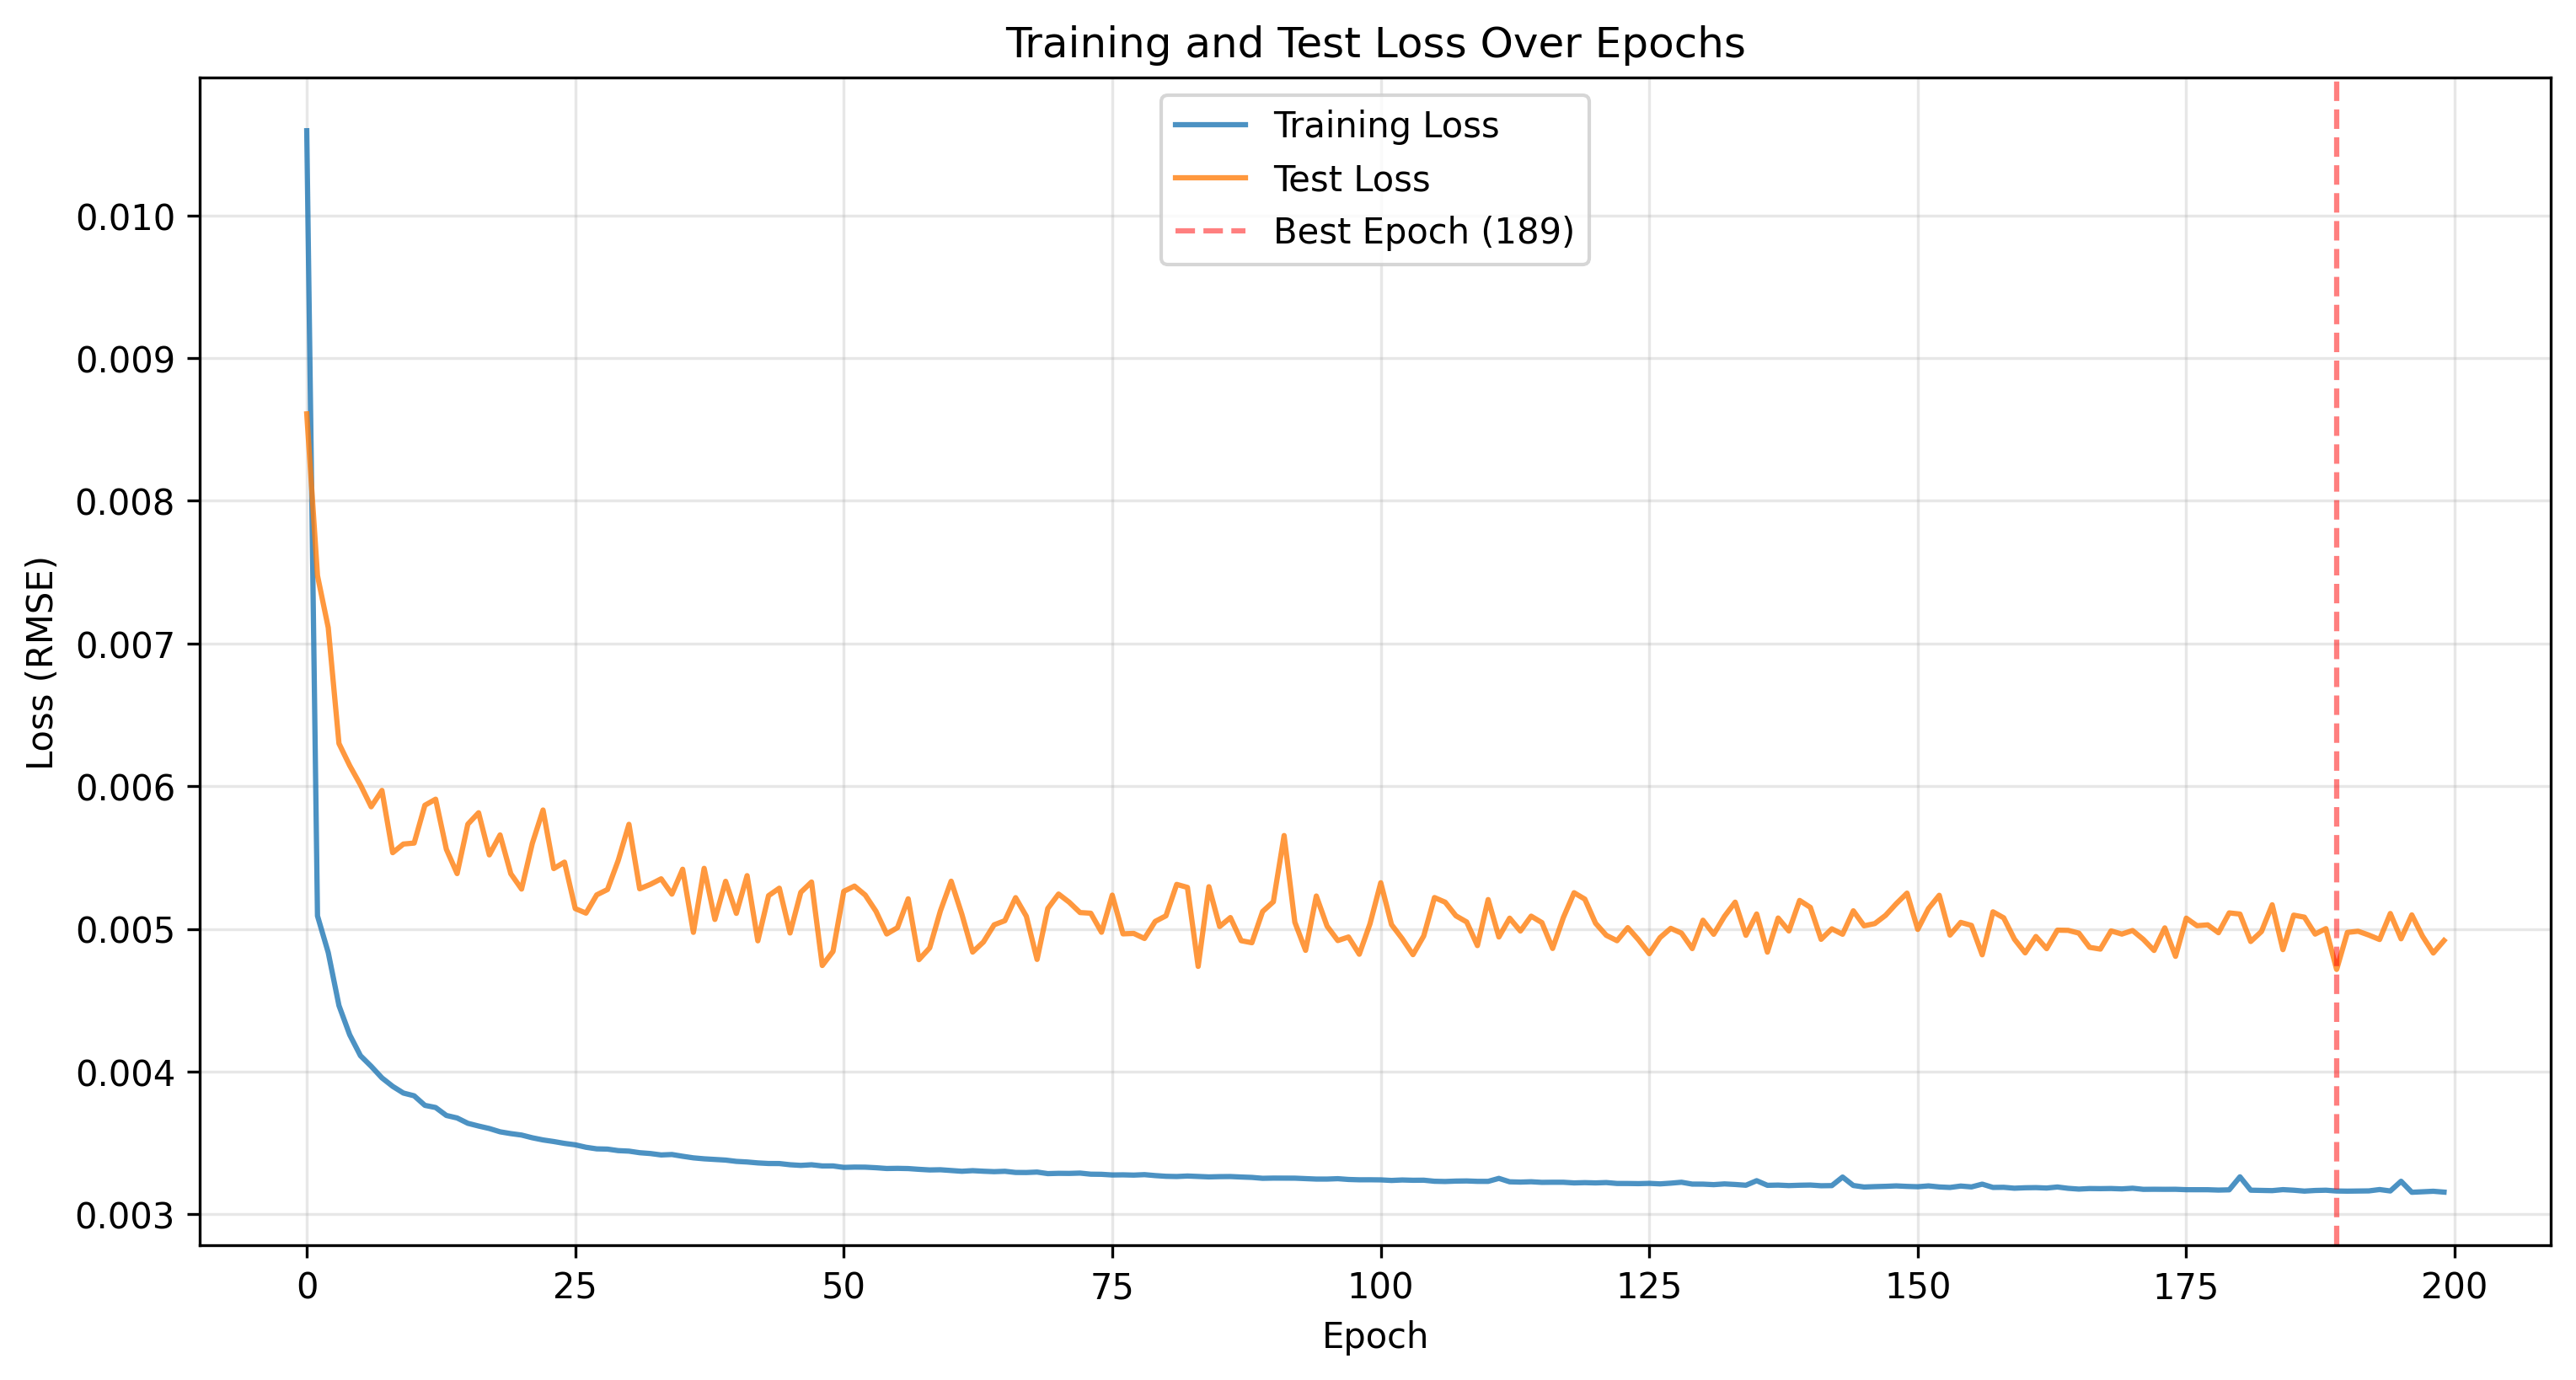 Training and Test Loss Over Epochs
Training Loss
Test Loss
Best Epoch (189)
Loss (RMSE)
0.010
0.009
0.008
0.007
0.006
0.005
0.004
0.003
0 25 50 75 100 125 150 175 200
Epoch